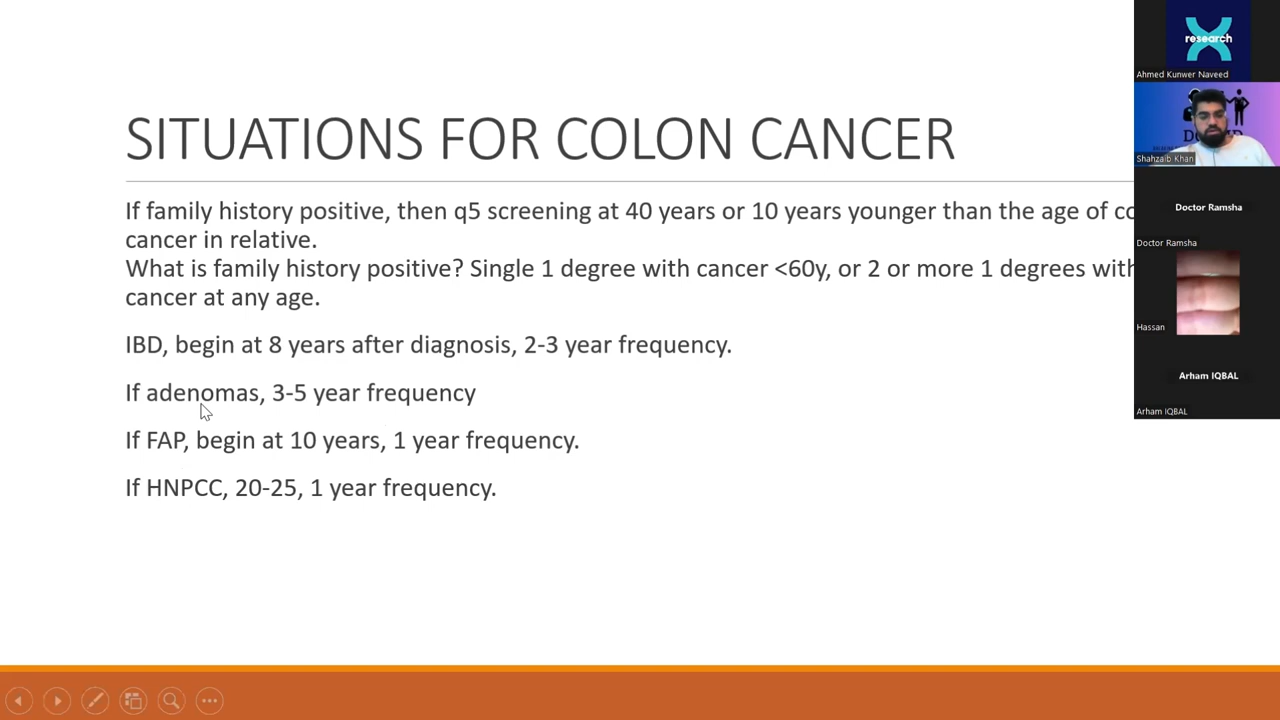 SITUATIONS FOR COLON CANCER
If family history positive, then q5 screening at 40 years or 10 years younger than the age of
cancer in relative.
What is family history positive? Single 1 degree with cancer <60y, or 2 or more 1 degrees with
cancer at any age.
IBD, begin at 8 years after diagnosis, 2-3 year frequency.
If adenomas, 3-5 year frequency
If FAP, begin at 10 years, 1 year frequency.
If HNPCC, 20-25, 1 year frequency.
research
Ahmed Kunwer Naveed
Shahzaib Khan
Doctor Ramsha
Doctor Ramsha
Hassan
Arham IQBAL
Arham IQBAL